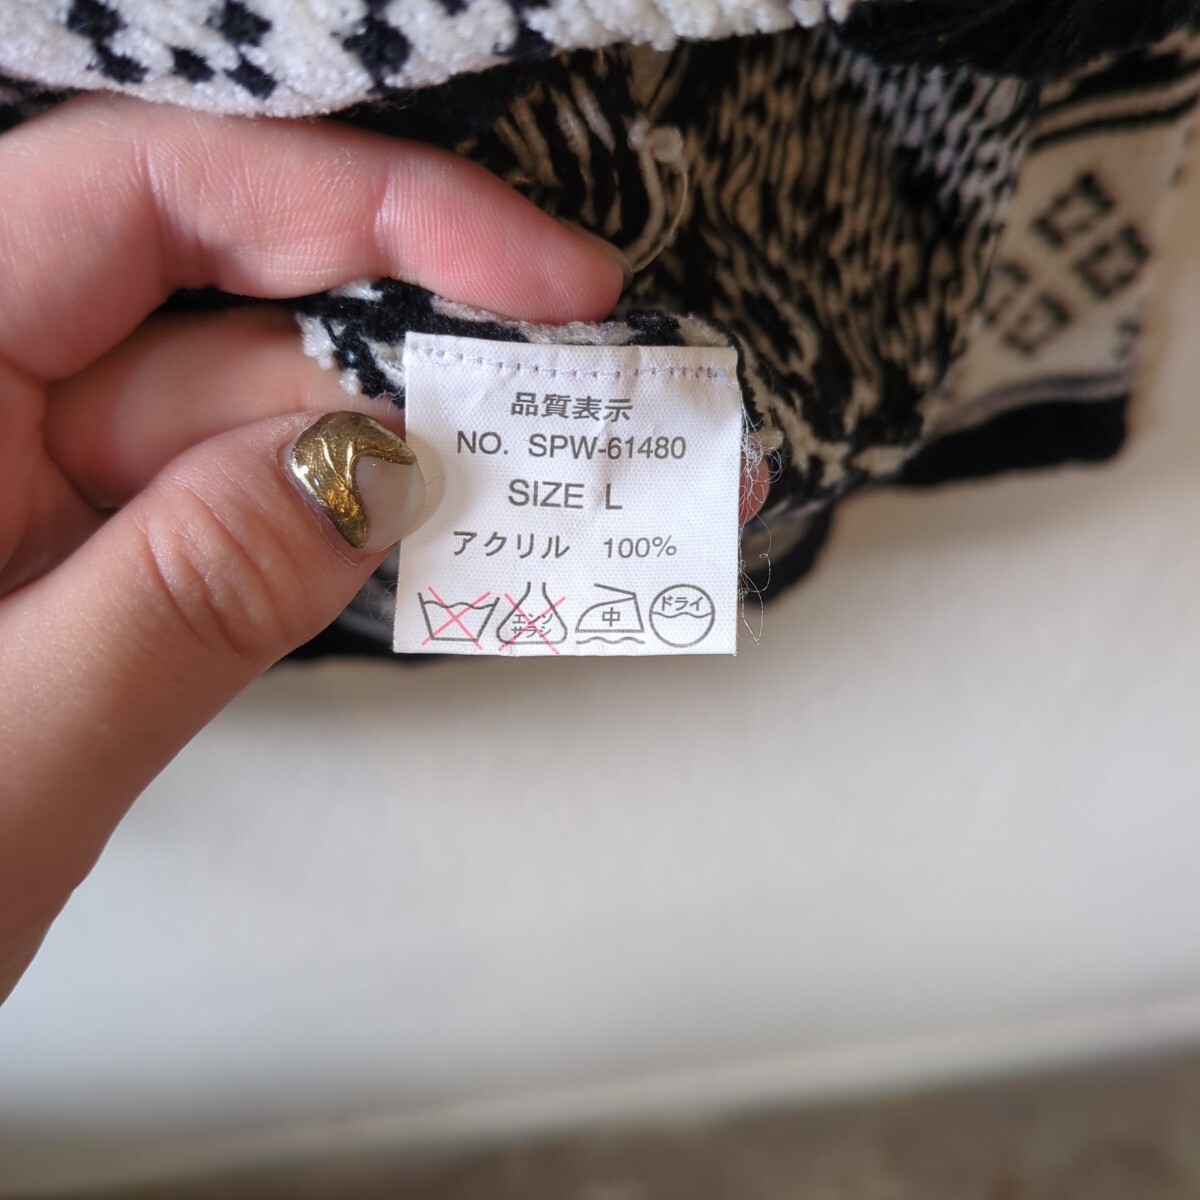 品質表示
NO. SPW-61480
SIZE L
アクリル 100%
エンソ
サラシ
中
ドライ